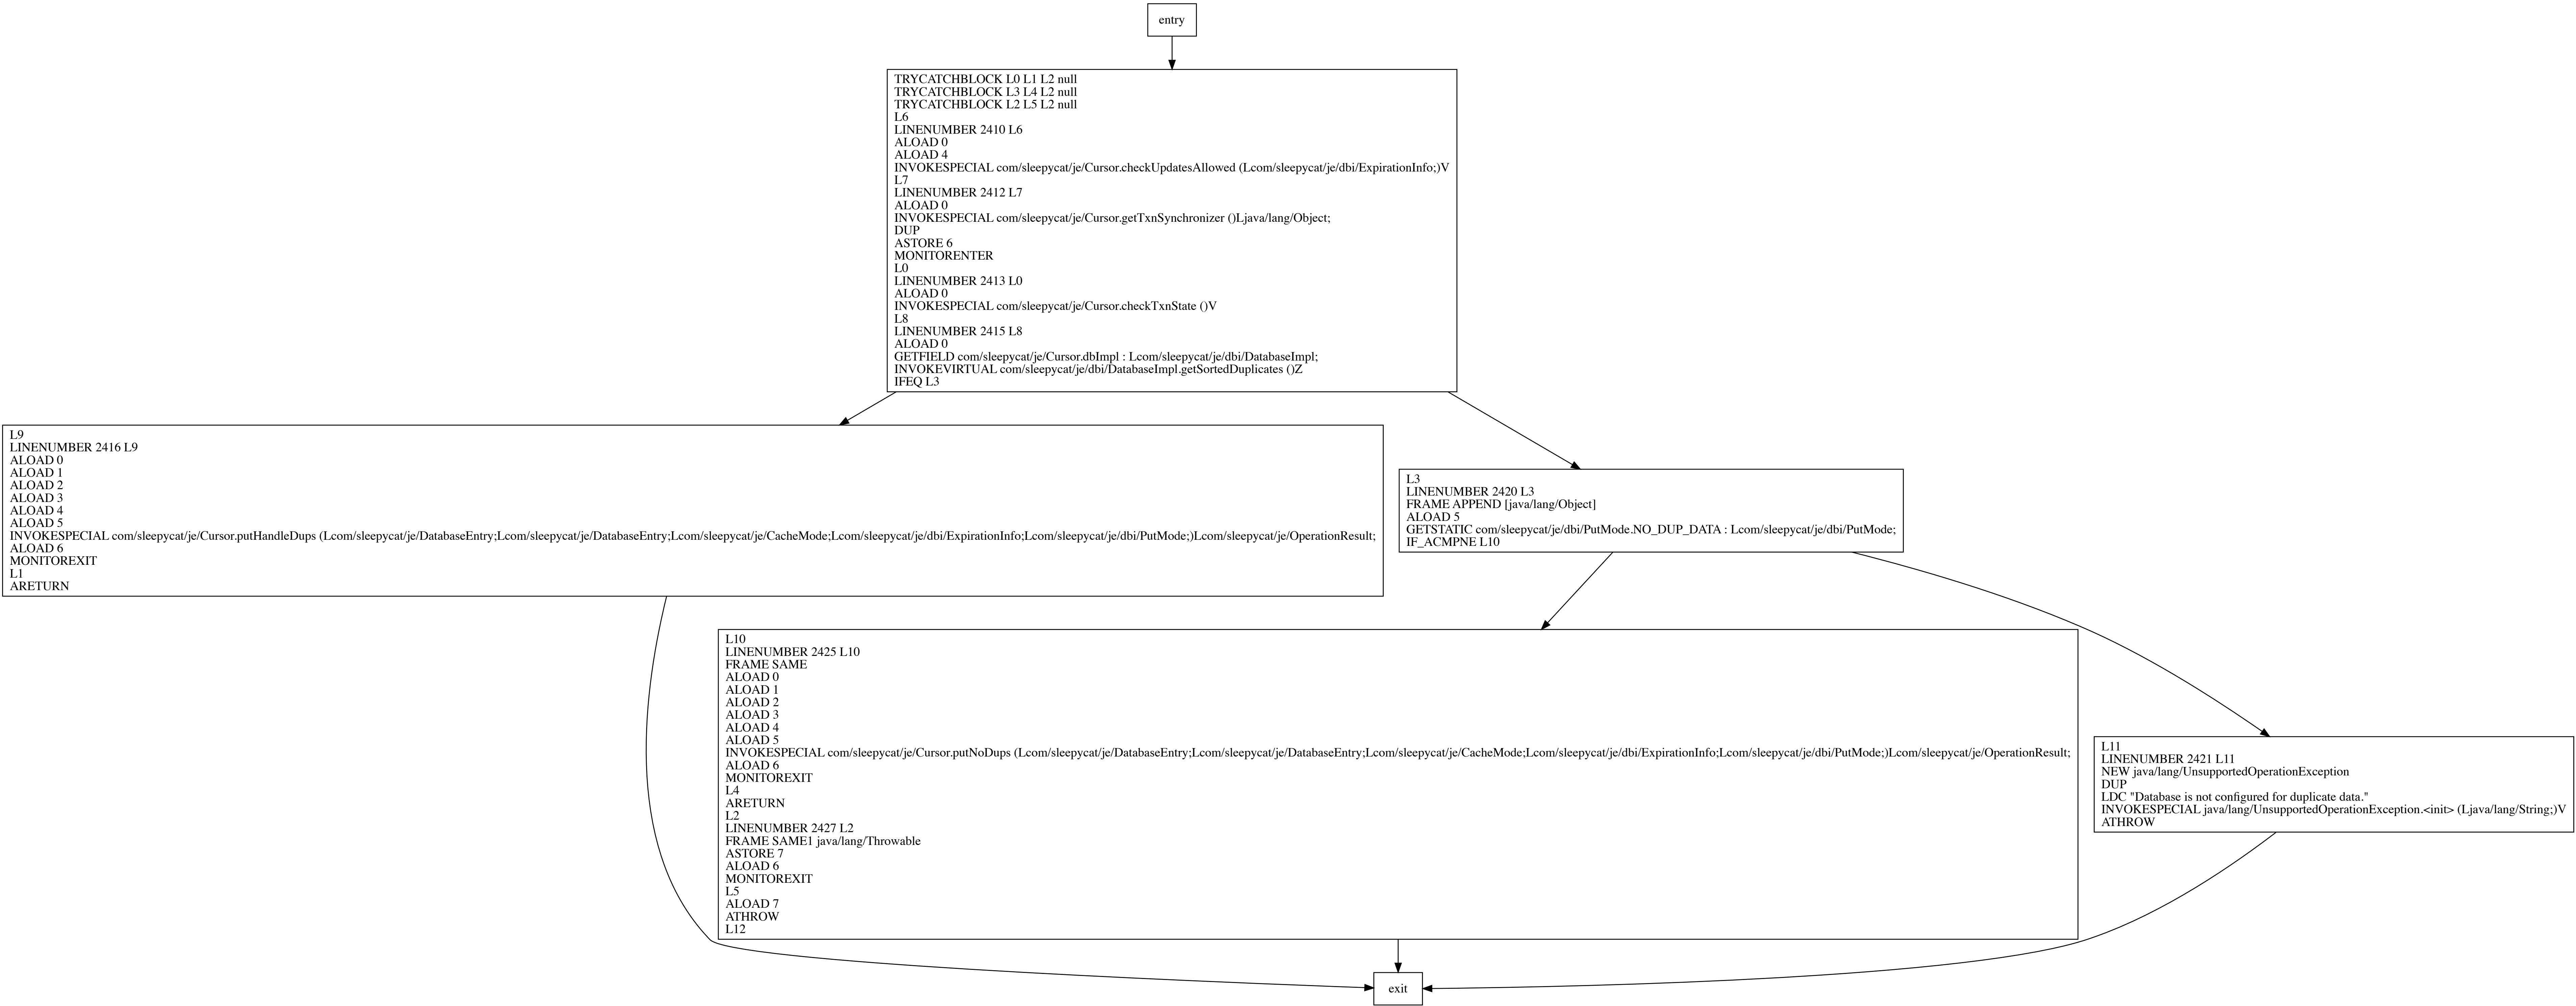 entry
TRYCATCHBLOCK L0 L1 L2 null
TRYCATCHBLOCK L3 L4 L2 null
TRYCATCHBLOCK L2 L5 L2 null
L6
LINENUMBER 2410 L6
ALOAD 0
ALOAD 4
INVOKESPECIAL com/sleepycat/je/Cursor.checkUpdatesAllowed (Lcom/sleepycat/je/dbi/ExpirationInfo;)V
L7
LINENUMBER 2412 L7
ALOAD 0
INVOKESPECIAL com/sleepycat/je/Cursor.getTxnSynchronizer ()Ljava/lang/Object;
DUP
ASTORE 6
MONITORENTER
L0
LINENUMBER 2413 L0
ALOAD 0
INVOKESPECIAL com/sleepycat/je/Cursor.checkTxnState ()V
L8
LINENUMBER 2415 L8
ALOAD 0
GETFIELD com/sleepycat/je/Cursor.dbImpl : Lcom/sleepycat/je/dbi/DatabaseImpl;
INVOKEVIRTUAL com/sleepycat/je/dbi/DatabaseImpl.getSortedDuplicates ()Z
IFEQ L3
L9
LINENUMBER 2416 L9
ALOAD 0
ALOAD 1
ALOAD 2
ALOAD 3
ALOAD 4
ALOAD 5
INVOKESPECIAL com/sleepycat/je/Cursor.putHandleDups (Lcom/sleepycat/je/DatabaseEntry;Lcom/sleepycat/je/DatabaseEntry;Lcom/sleepycat/je/CacheMode;Lcom/sleepycat/je/dbi/ExpirationInfo;Lcom/sleepycat/je/dbi/PutMode;)Lcom/sleepycat/je/OperationResult;
ALOAD 6
MONITOREXIT
L1
ARETURN
L3
LINENUMBER 2420 L3
FRAME APPEND [java/lang/Object]
ALOAD 5
GETSTATIC com/sleepycat/je/dbi/PutMode.NO_DUP_DATA : Lcom/sleepycat/je/dbi/PutMode;
IF_ACMPNE L10
L10
LINENUMBER 2425 L10
FRAME SAME
ALOAD 0
ALOAD 1
ALOAD 2
ALOAD 3
ALOAD 4
ALOAD 5
INVOKESPECIAL com/sleepycat/je/Cursor.putNoDups (Lcom/sleepycat/je/DatabaseEntry;Lcom/sleepycat/je/DatabaseEntry;Lcom/sleepycat/je/CacheMode;Lcom/sleepycat/je/dbi/ExpirationInfo;Lcom/sleepycat/je/dbi/PutMode;)Lcom/sleepycat/je/OperationResult;
ALOAD 6
MONITOREXIT
L4
ARETURN
L2
LINENUMBER 2427 L2
FRAME SAME1 java/lang/Throwable
ASTORE 7
ALOAD 6
MONITOREXIT
L5
ALOAD 7
ATHROW
L12
L11
LINENUMBER 2421 L11
NEW java/lang/UnsupportedOperationException
DUP
LDC "Database is not configured for duplicate data."
INVOKESPECIAL java/lang/UnsupportedOperationException.<init> (Ljava/lang/String;)V
ATHROW
exit